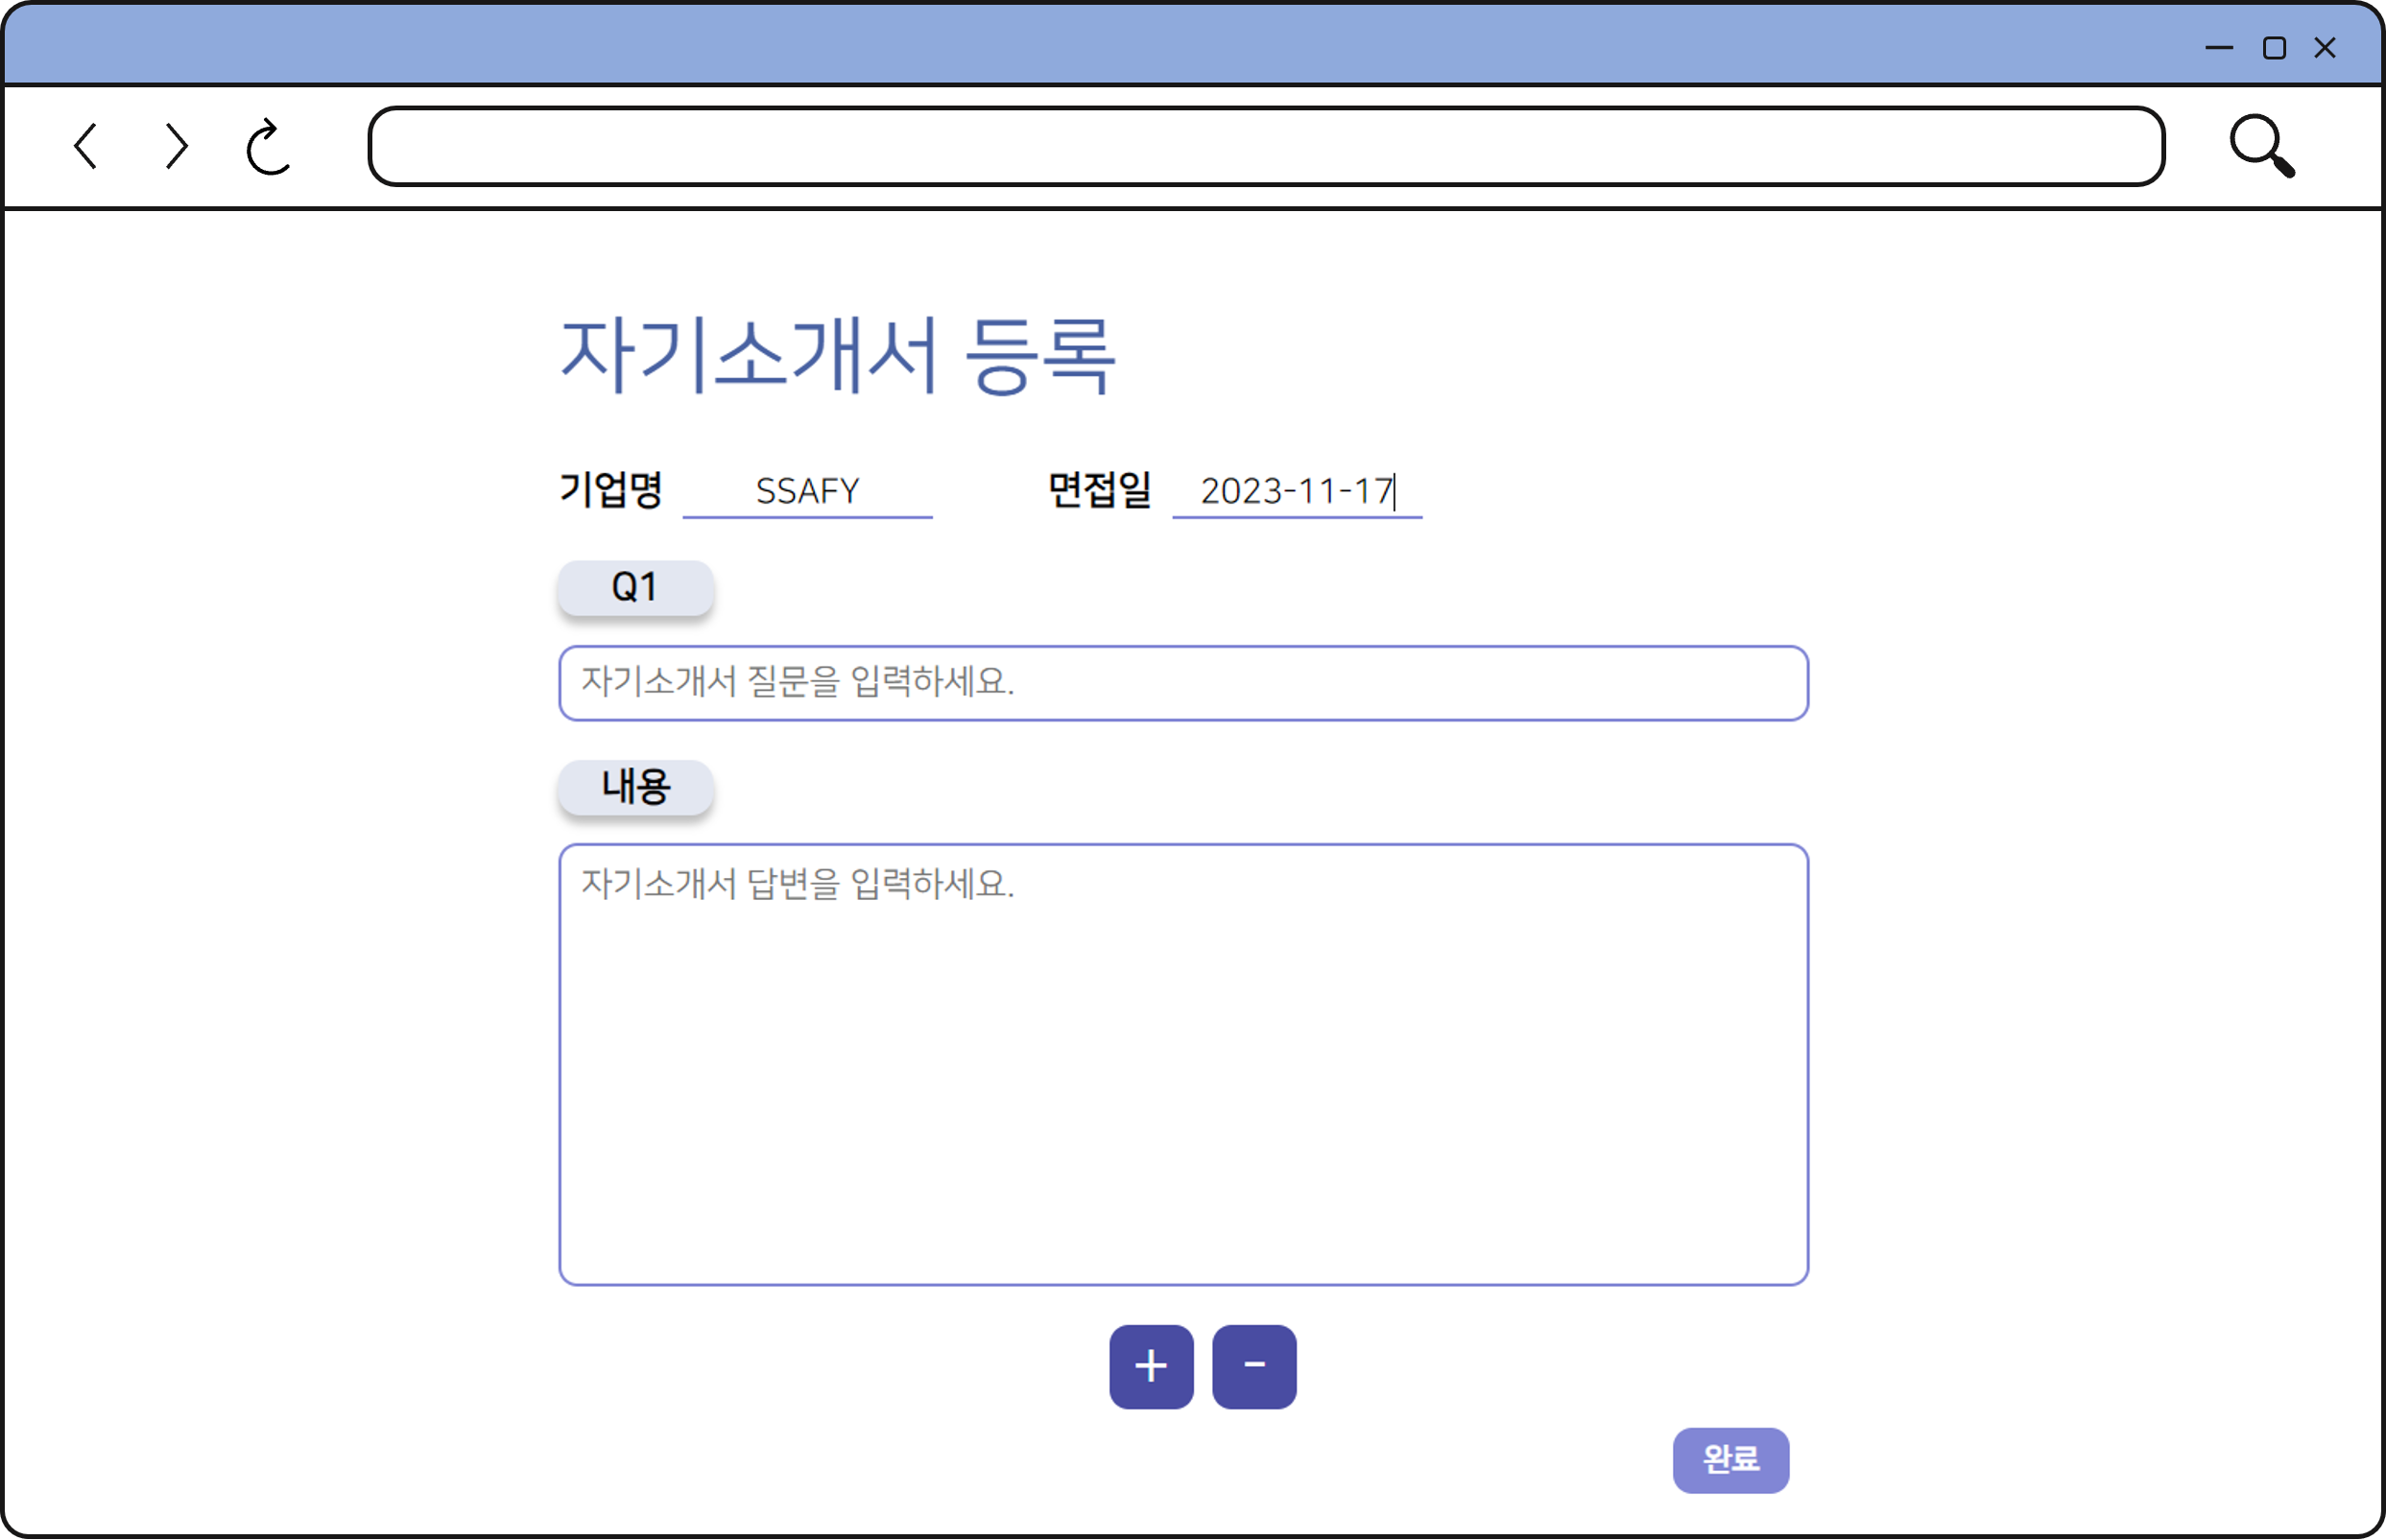 자기소개서 등록
기업명 SSAFY 면접일 2023-11-17
Q1
자기소개서 질문을 입력하세요.
내용
자기소개서 답변을 입력하세요.
+ -
완료